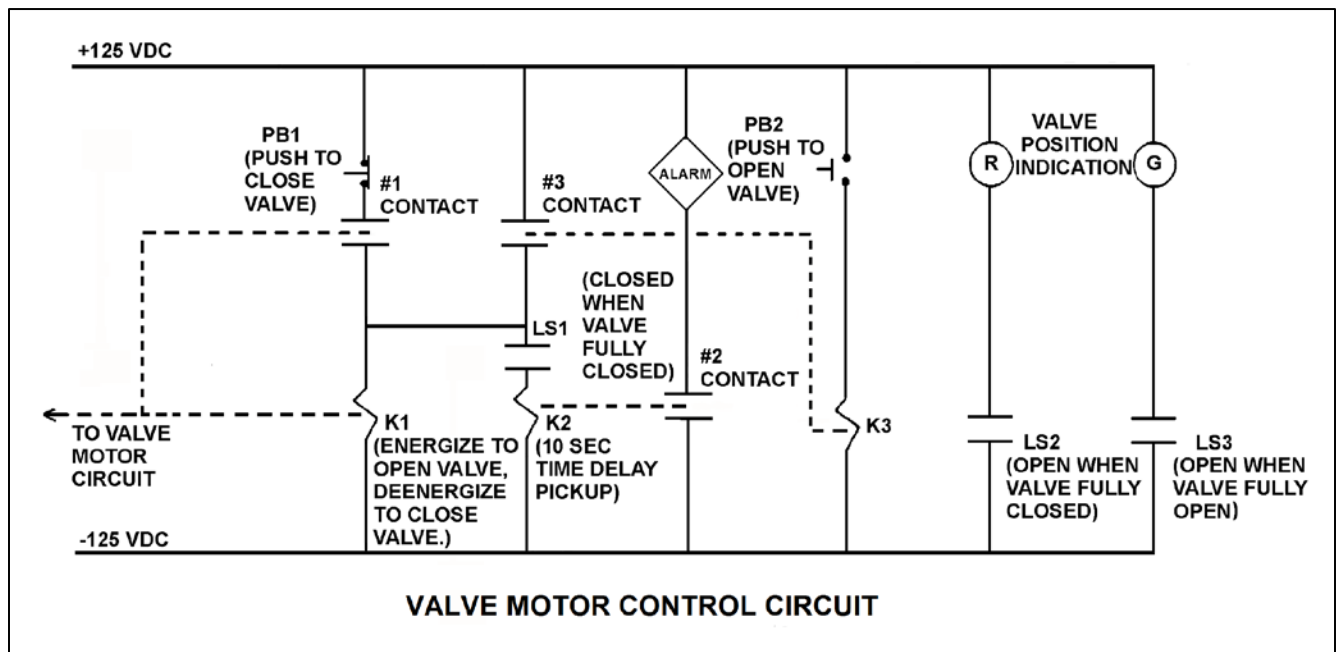 +125 VDC
PB1
(PUSH TO
CLOSE
VALVE)
#1
CONTACT
#3
CONTACT
ALARM
PB2
(PUSH TO
OPEN
VALVE)
R
VALVE
POSITION
INDICATION
G
(CLOSED
WHEN
VALVE
FULLY
CLOSED)
LS1
#2
CONTACT
TO VALVE
MOTOR
CIRCUIT
K1
(ENERGIZE TO
OPEN VALVE,
DEENERGIZE
TO CLOSE
VALVE.)
K2
(10 SEC
TIME DELAY
PICKUP)
K3
LS2
(OPEN WHEN
VALVE FULLY
CLOSED)
LS3
(OPEN WHEN
VALVE FULLY
OPEN)
-125 VDC
VALVE MOTOR CONTROL CIRCUIT